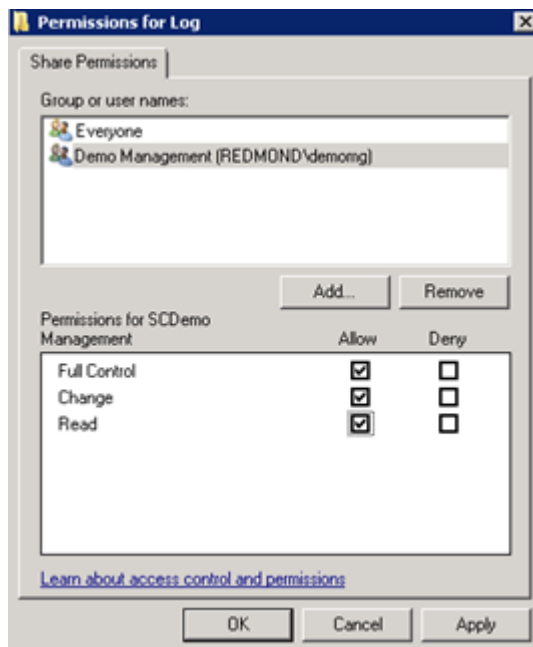 Permissions for Log
Share Permissions
Group or user names:
Everyone
Demo Management (REDMOND\demomg)
Add... Remove
Permissions for SCDemo
Management Allow Deny
Full Control
Change
Read
Learn about access control and permissions
OK Cancel Apply